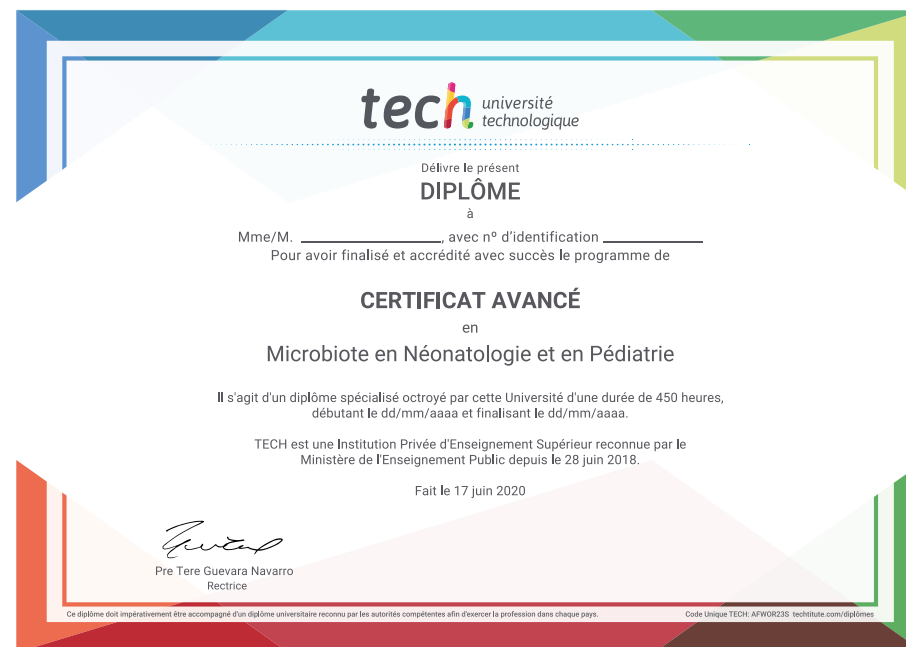 tech université
technologique
Délivre le présent
DIPLÔME
à
Mme/M. ____________________, avec nº d'identification ______________
Pour avoir finalisé et accrédité avec succès le programme de
CERTIFICAT AVANCÉ
en
Microbiote en Néonatologie et en Pédiatrie
Il s'agit d'un diplôme spécialisé octroyé par cette Université d'une durée de 450 heures,
débutant le dd/mm/aaaa et finalisant le dd/mm/aaaa.
TECH est une Institution Privée d'Enseignement Supérieur reconnue par le
Ministère de l'Enseignement Public depuis le 28 juin 2018.
Fait le 17 juin 2020
Pre Tere Guevara Navarro
Rectrice
Ce diplôme doit impérativement être accompagné d'un diplôme universitaire reconnu par les autorités compétentes afin d'exercer la profession dans chaque pays.
Code Unique TECH: AFWOR23S techtitute.com/diplômes